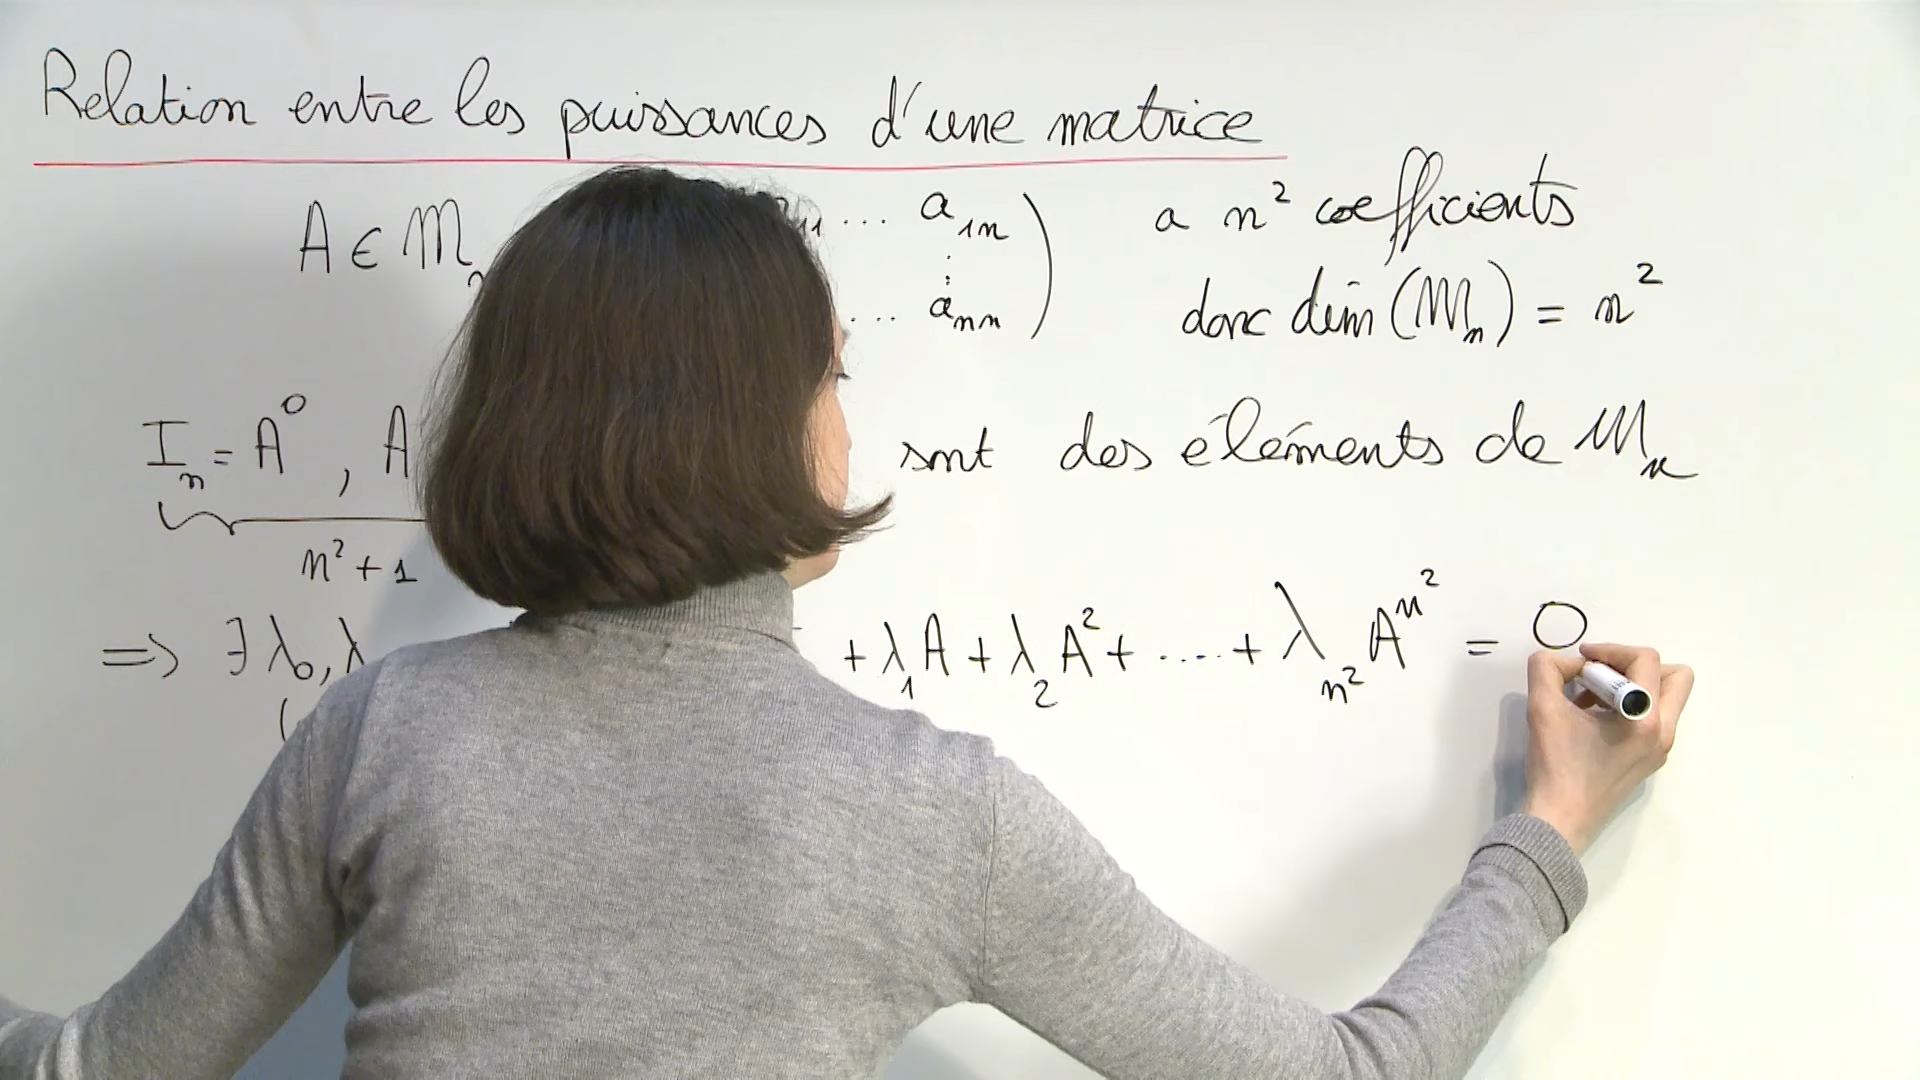 Relation entre les puissances d'une matrice
A ∈ M ... a₁ₙ
a n² coefficients
... aₙₙ
donc dim (Mₙ) = n²
Iₙ = A⁰ , A sont des éléments de Mₙ
n² + 1
=> ∃ λ₀, λ + λ₁A + λ₂A² + ..... + λₙ² Aⁿ² = O